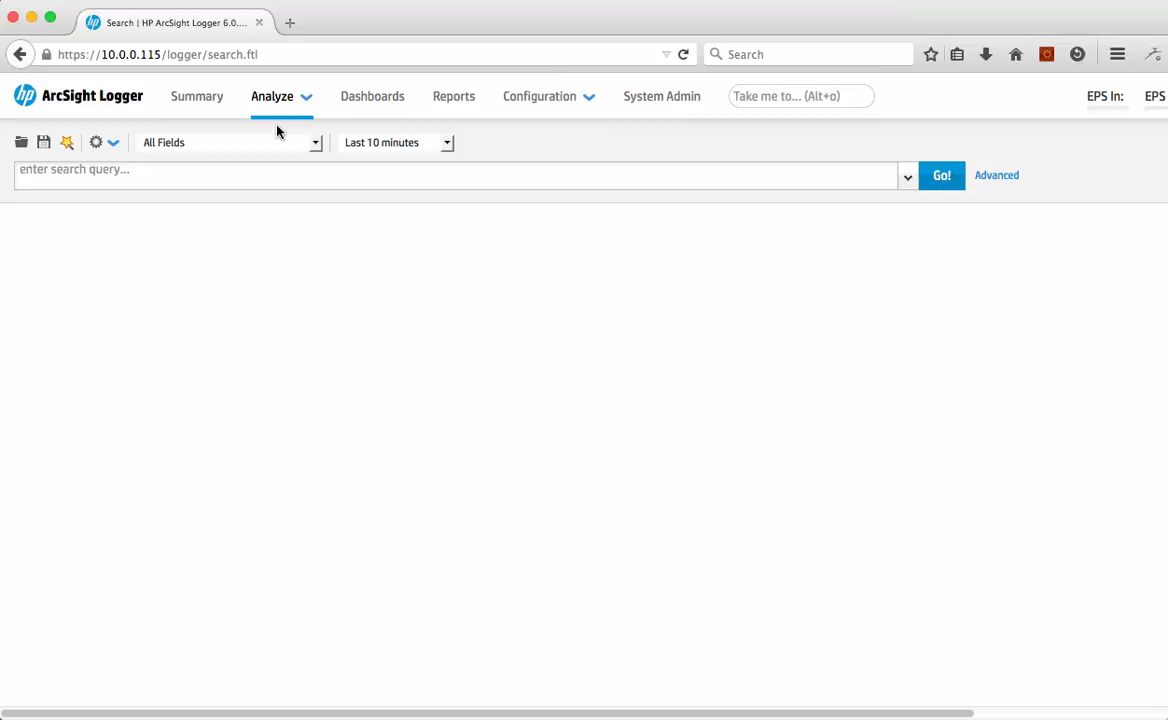 Search | HP ArcSight Logger 6.0....
https://10.0.0.115/logger/search.ftl
Search
hp ArcSight Logger Summary Analyze Dashboards Reports Configuration System Admin Take me to... (Alt+o) EPS In: EPS
All Fields Last 10 minutes
enter search query... Go! Advanced